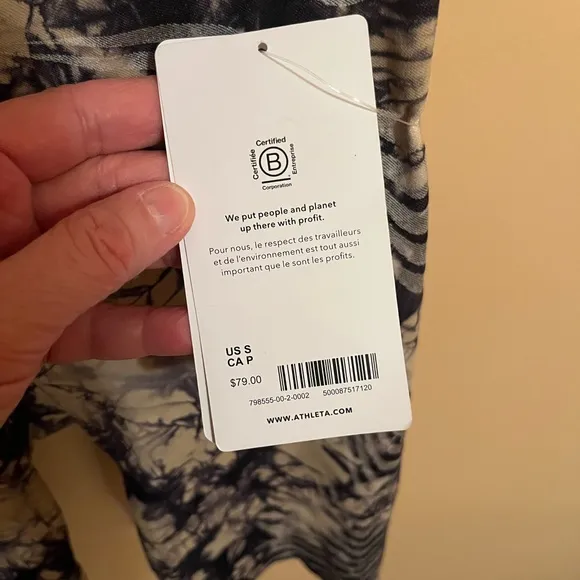 Certified
Certifiée
B
Entreprise
Corporation
We put people and planet
up there with profit.
Pour nous, le respect des travailleurs
et de l'environnement est tout aussi
important que le sont les profits.
US S
CA P
$79.00
798555-00-2-0002 500087517120
WWW.ATHLETA.COM